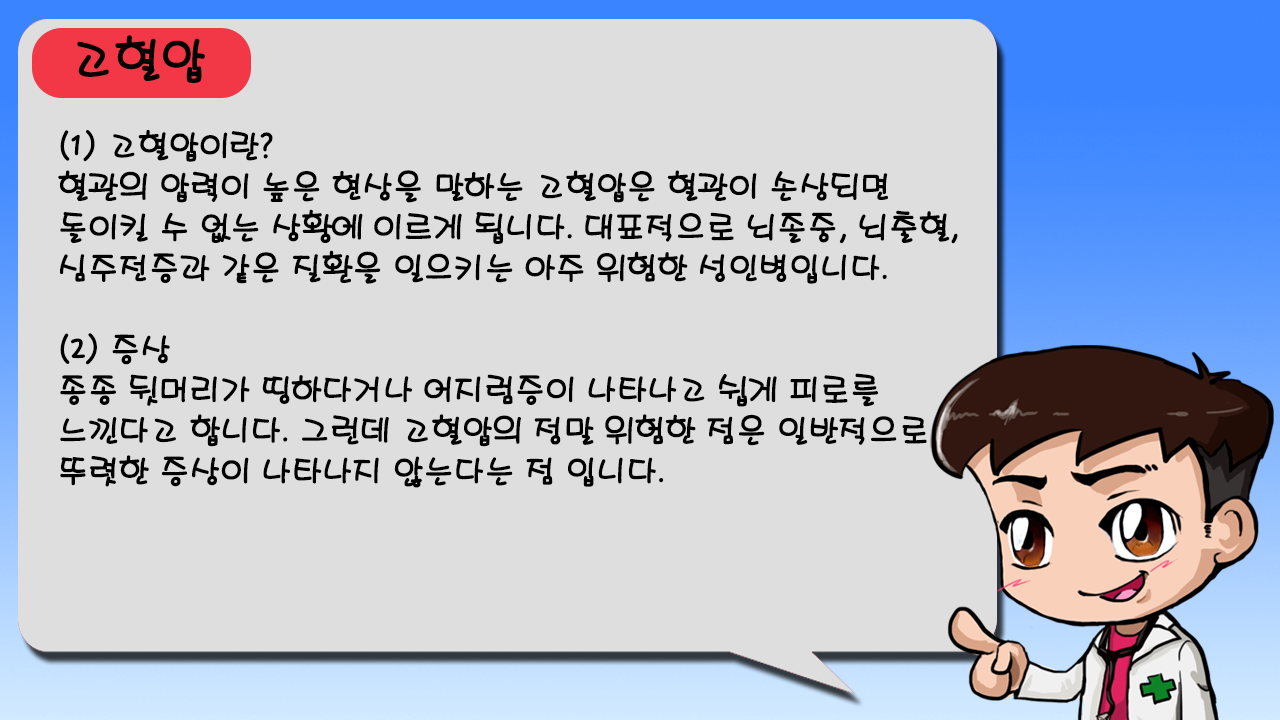 고혈압
(1) 고혈압이란?
혈관의 압력이 높은 현상을 말하는 고혈압은 혈관이 손상되면
돌이킬 수 없는 상황에 이르게 됩니다. 대표적으로 뇌졸중, 뇌출혈,
심주전증과 같은 질환을 일으키는 아주 위험한 성인병입니다.
(2) 증상
종종 뒷머리가 띵하다거나 어지럼증이 나타나고 쉽게 피로를
느낀다고 합니다. 그런데 고혈압의 정말 위험한 점은 일반적으로
뚜렷한 증상이 나타나지 않는다는 점 입니다.